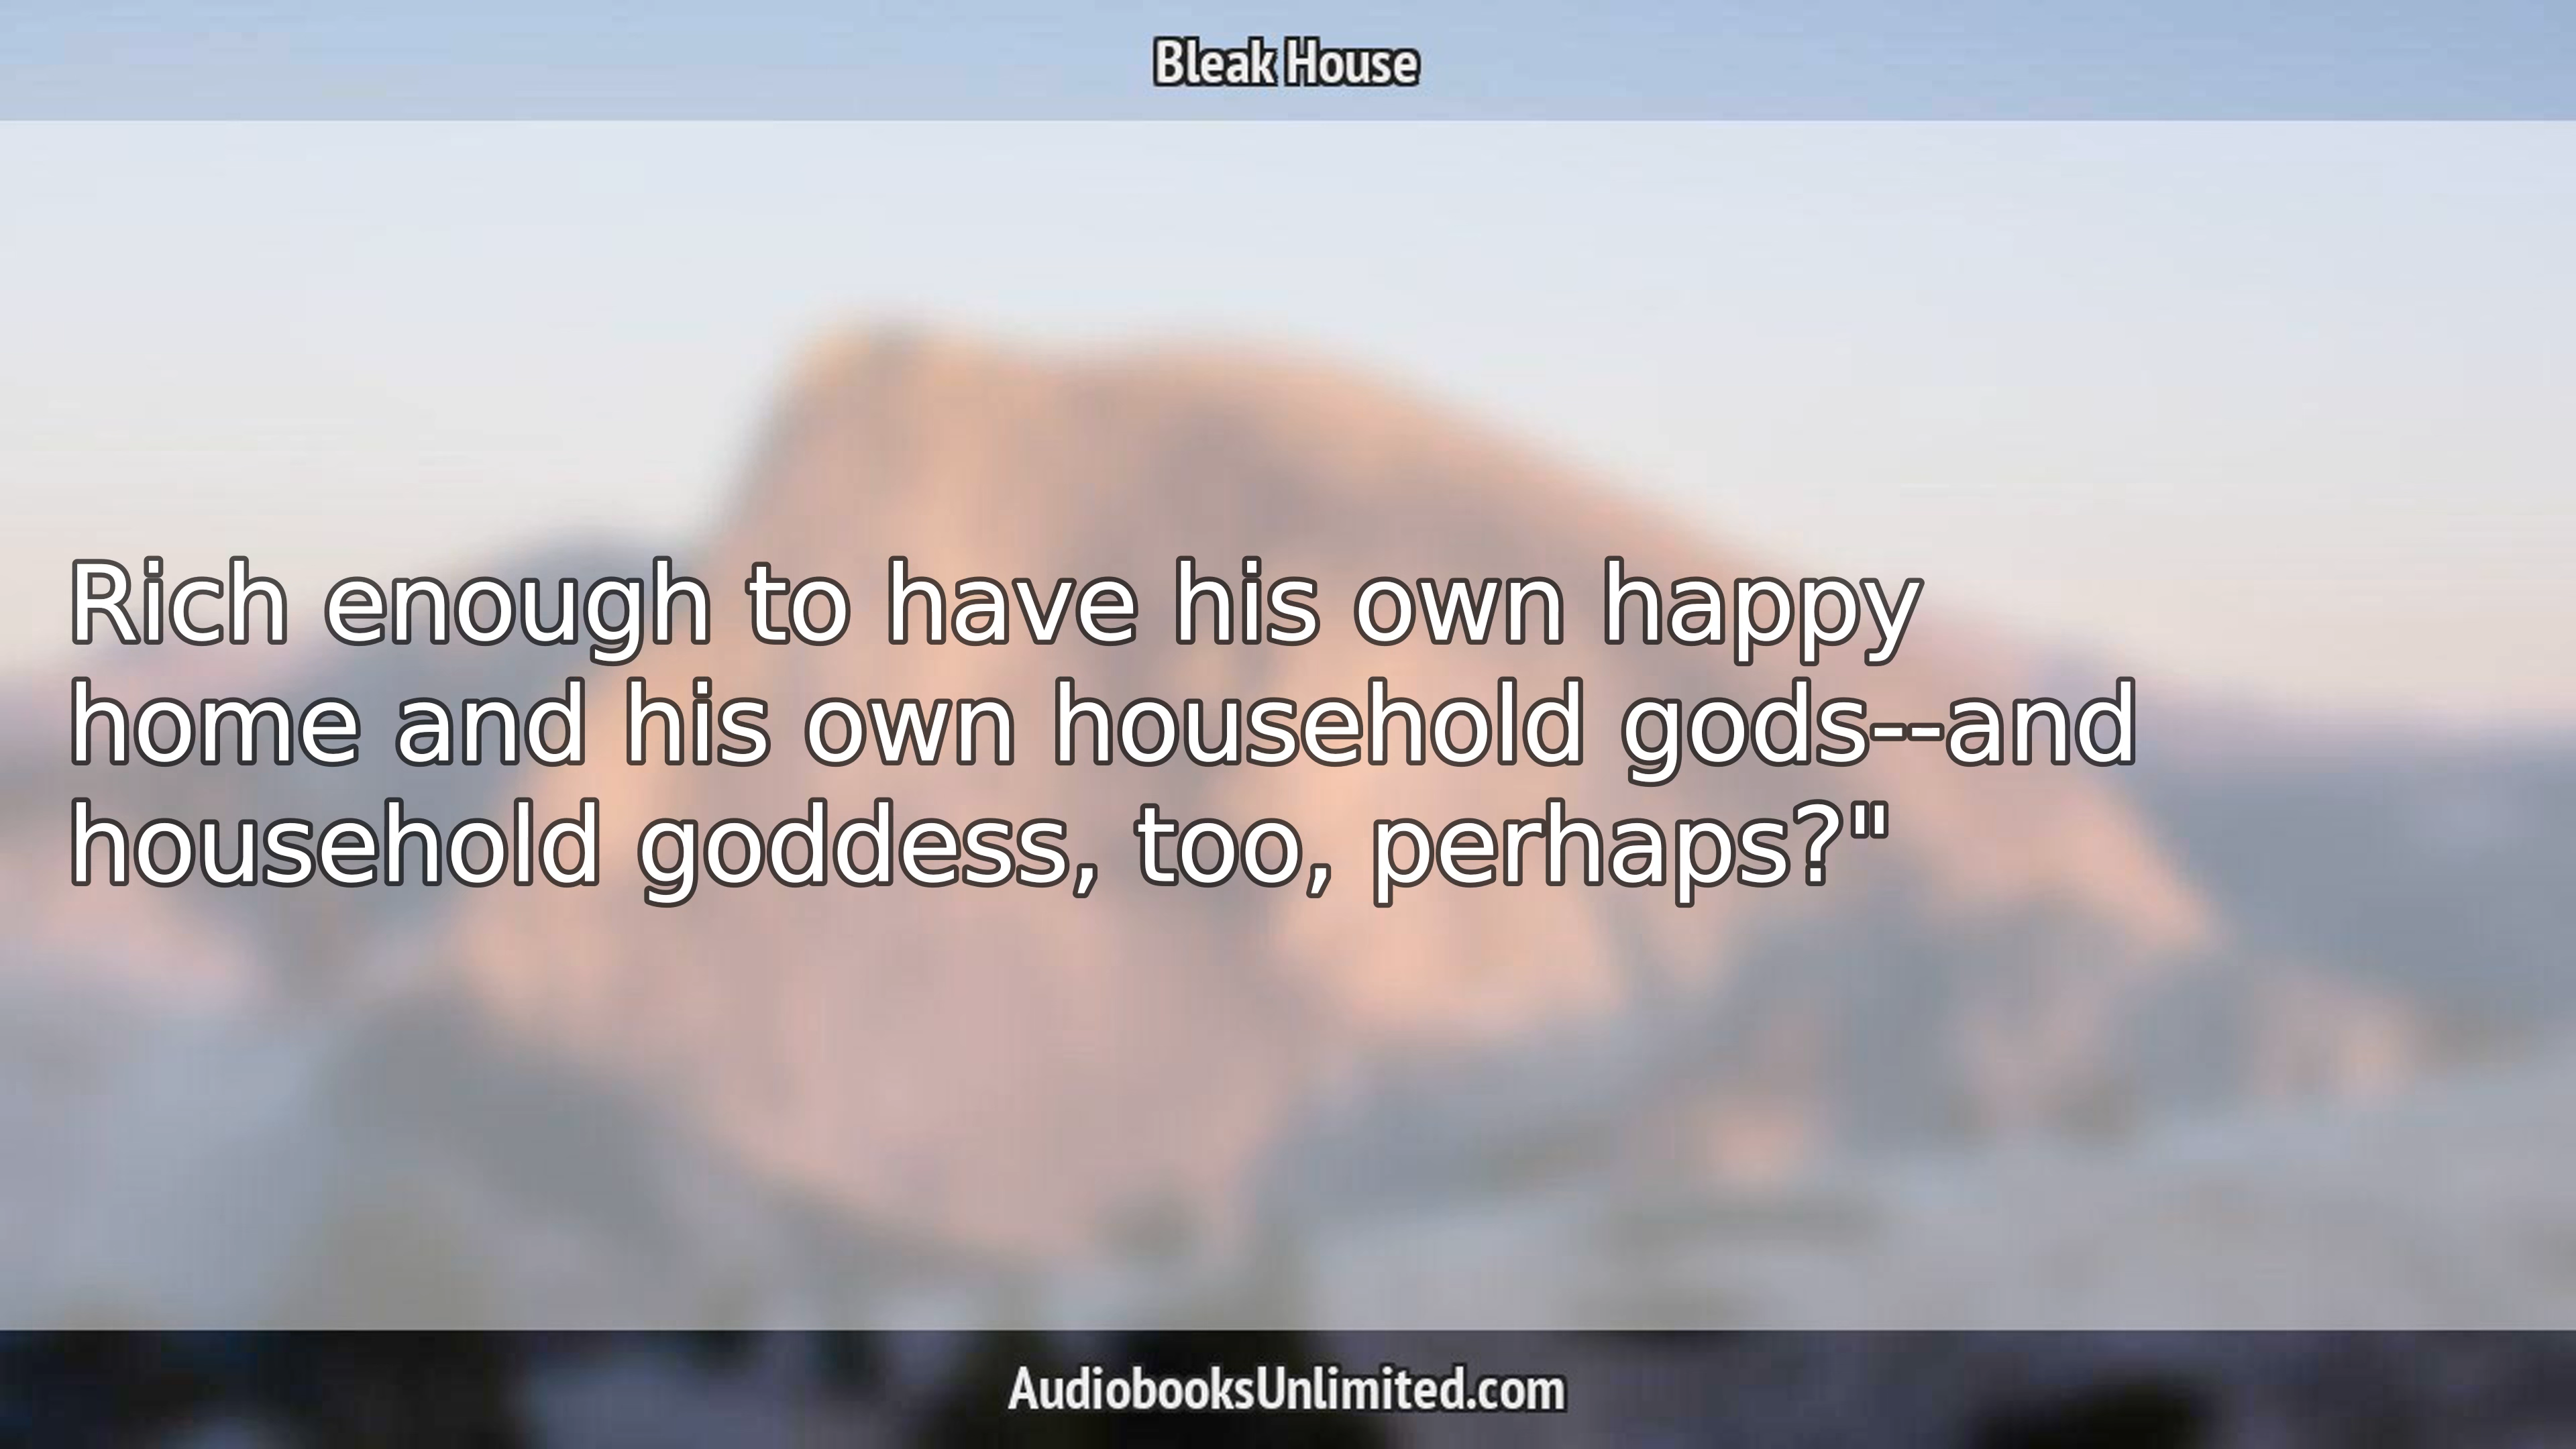 Bleak House
Rich enough to have his own happy
home and his own household gods--and
household goddess, too, perhaps?"
AudiobooksUnlimited.com